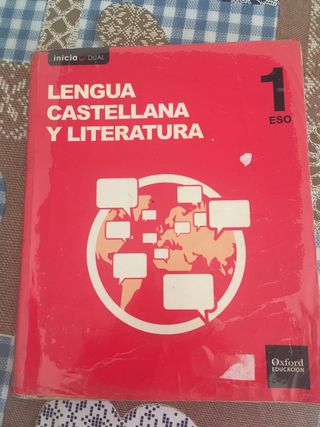 inicia DUAL
LENGUA
CASTELLANA
Y LITERATURA
1
ESO
Oxford
EDUCACIÓN